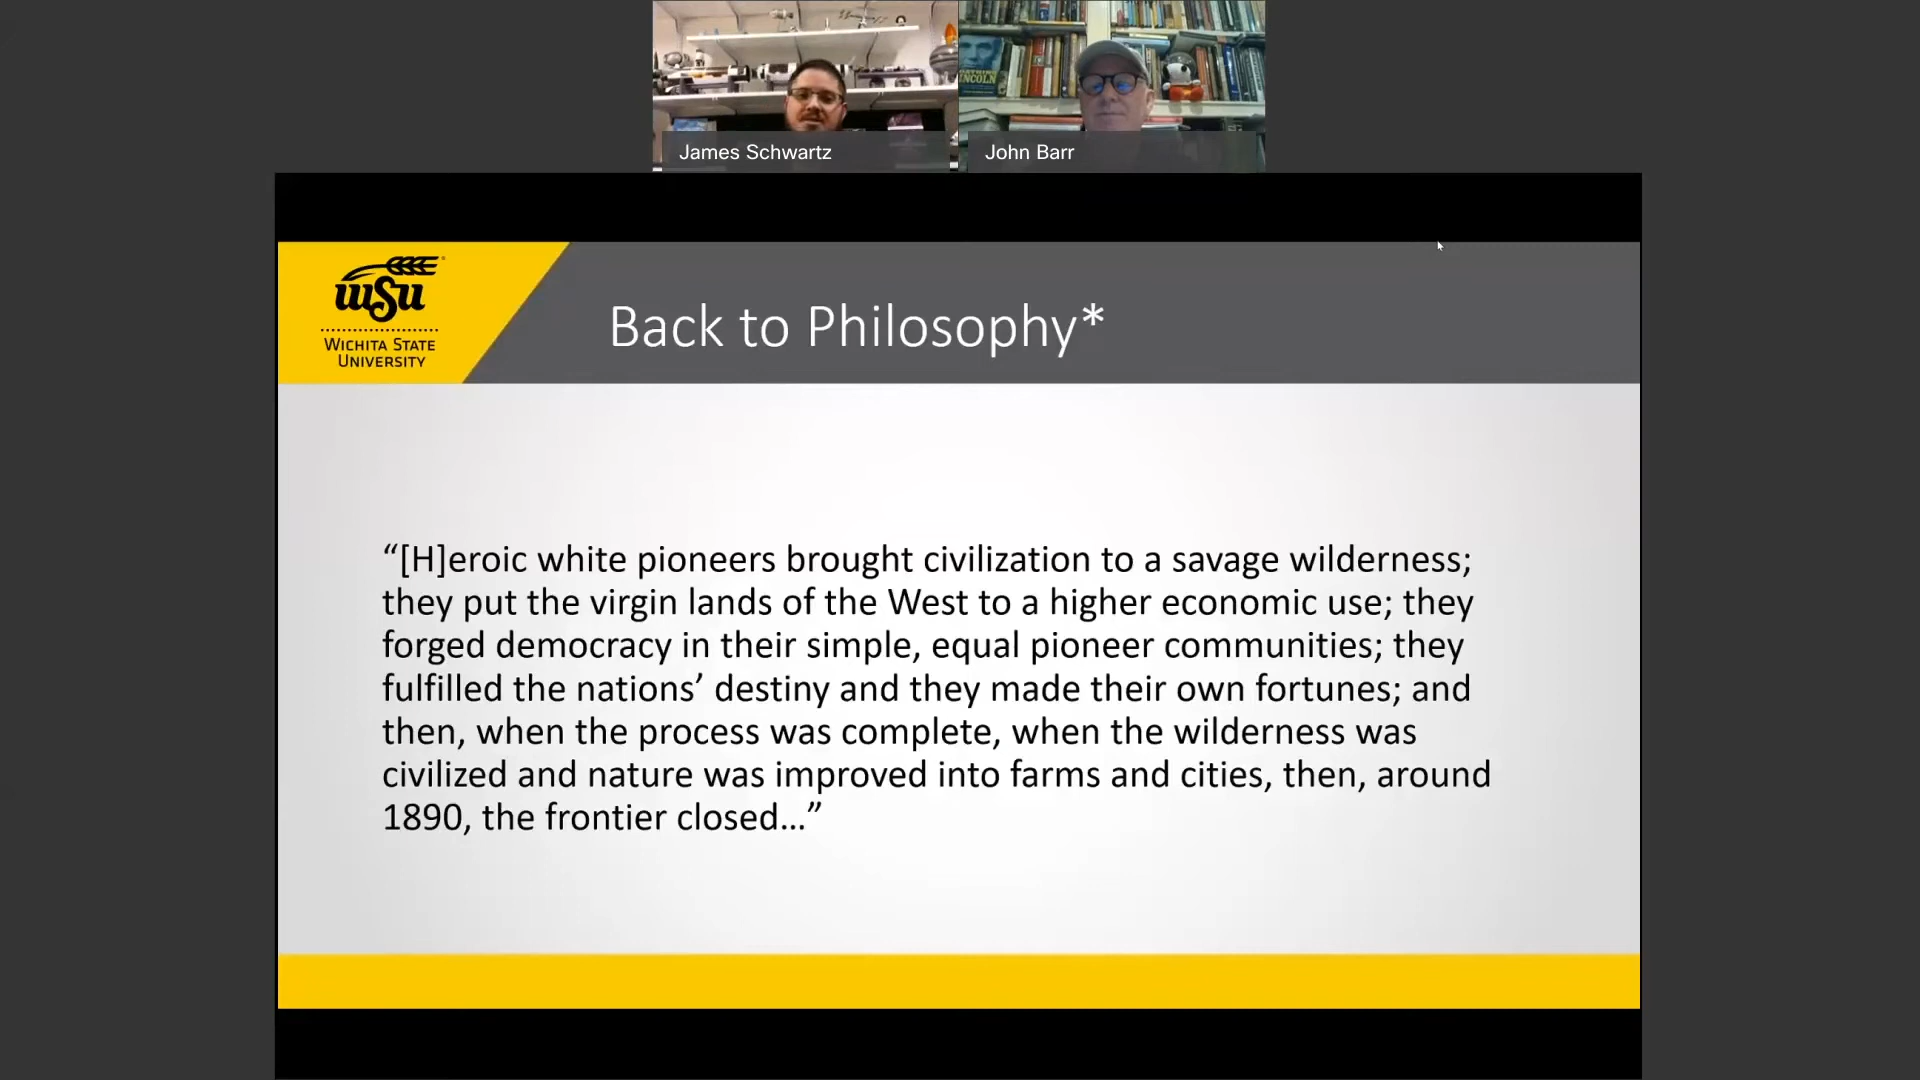 James Schwartz
John Barr
LINCOLN
WSU
WICHITA STATE
UNIVERSITY
Back to Philosophy*
“[H]eroic white pioneers brought civilization to a savage wilderness;
they put the virgin lands of the West to a higher economic use; they
forged democracy in their simple, equal pioneer communities; they
fulfilled the nations’ destiny and they made their own fortunes; and
then, when the process was complete, when the wilderness was
civilized and nature was improved into farms and cities, then, around
1890, the frontier closed...”